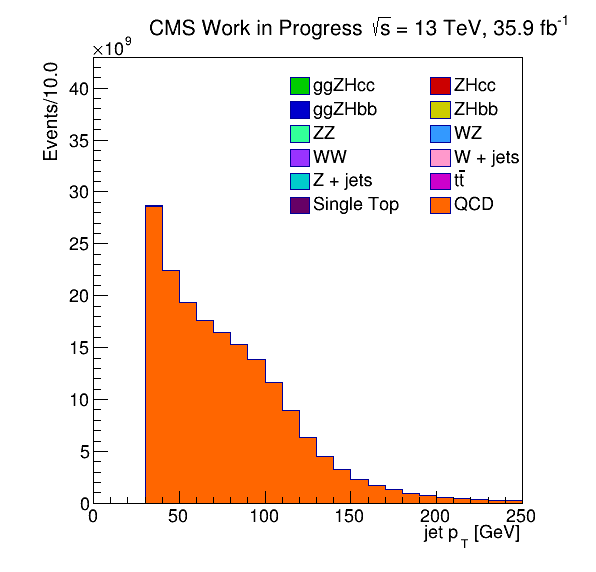 CMS Work in Progress √s = 13 TeV, 35.9 fb⁻¹
×10⁹
Events/10.0
40
35
30
25
20
15
10
5
0
ggZHcc ZHcc
ggZHbb ZHbb
ZZ WZ
WW W + jets
Z + jets tt̄
Single Top QCD
0 50 100 150 200 250
jet p_T [GeV]